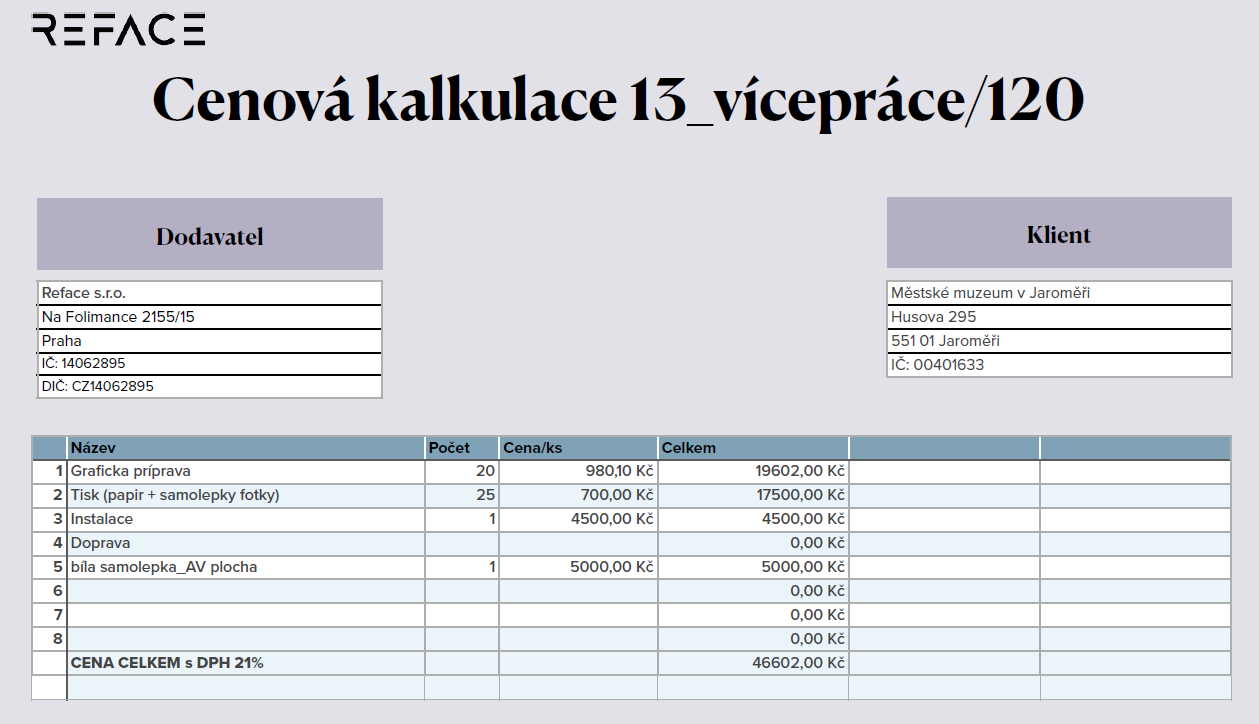 REFACE
Cenová kalkulace 13_vícepráce/120
Dodavatel
Reface s.r.o.
Na Folimance 2155/15
Praha
IČ: 14062895
DIČ: CZ14062895
Klient
Městské muzeum v Jaroměři
Husova 295
551 01 Jaroměři
IČ: 00401633
Název Počet Cena/ks Celkem
1 Graficka príprava 20 980,10 Kč 19602,00 Kč
2 Tisk (papir + samolepky fotky) 25 700,00 Kč 17500,00 Kč
3 Instalace 1 4500,00 Kč 4500,00 Kč
4 Doprava 0,00 Kč
5 bíla samolepka_AV plocha 1 5000,00 Kč 5000,00 Kč
6 0,00 Kč
7 0,00 Kč
8 0,00 Kč
CENA CELKEM s DPH 21% 46602,00 Kč